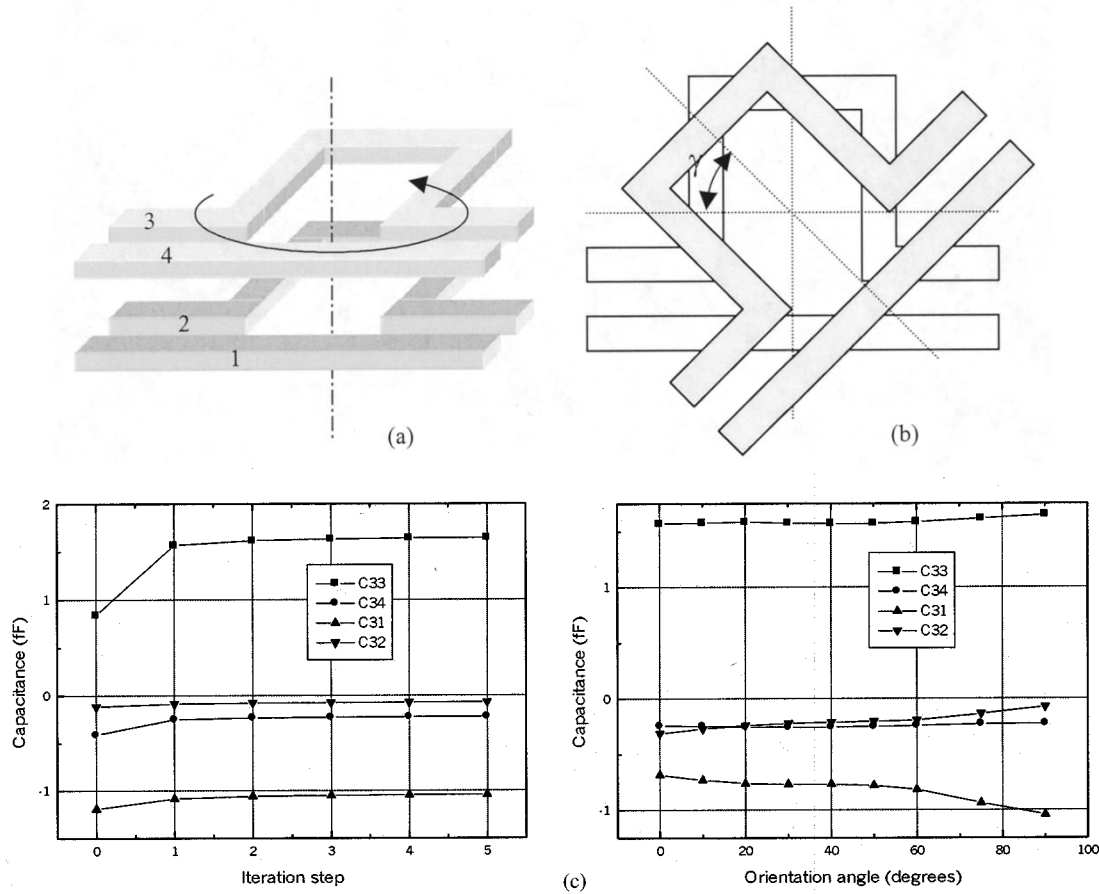 3
4
2
1
(a)
γ
(b)
Capacitance (fF)
2
1
0
-1
C33
C34
C31
C32
0 1 2 3 4 5
Iteration step
(c)
Capacitance (fF)
1
0
-1
C33
C34
C31
C32
0 20 40 60 80 100
Orientation angle (degrees)